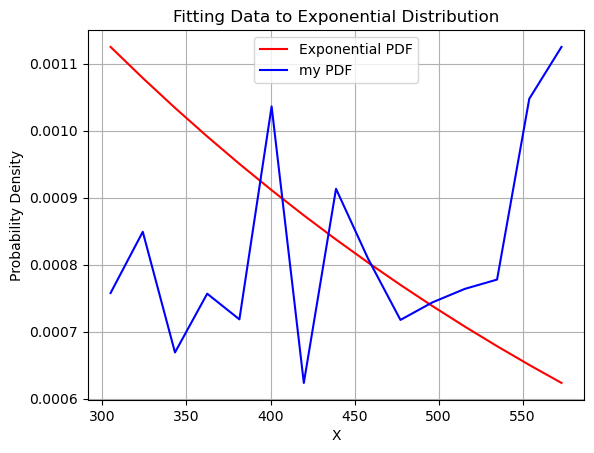 Fitting Data to Exponential Distribution
Exponential PDF
my PDF
Probability Density
0.0011
0.0010
0.0009
0.0008
0.0007
0.0006
300 350 400 450 500 550
X